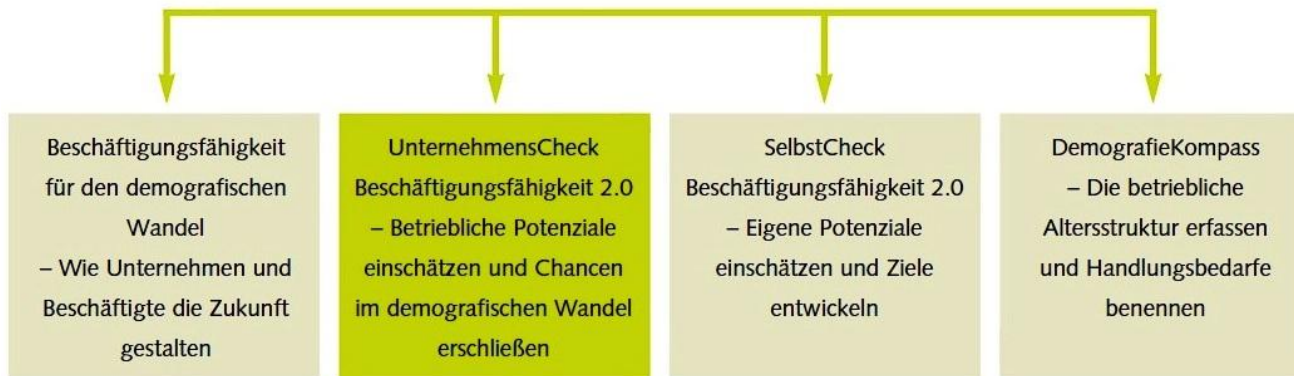 Beschäftigungsfähigkeit
für den demografischen
Wandel
– Wie Unternehmen und
Beschäftigte die Zukunft
gestalten
UnternehmensCheck
Beschäftigungsfähigkeit 2.0
– Betriebliche Potenziale
einschätzen und Chancen
im demografischen Wandel
erschließen
SelbstCheck
Beschäftigungsfähigkeit 2.0
– Eigene Potenziale
einschätzen und Ziele
entwickeln
DemografieKompass
– Die betriebliche
Altersstruktur erfassen
und Handlungsbedarfe
benennen